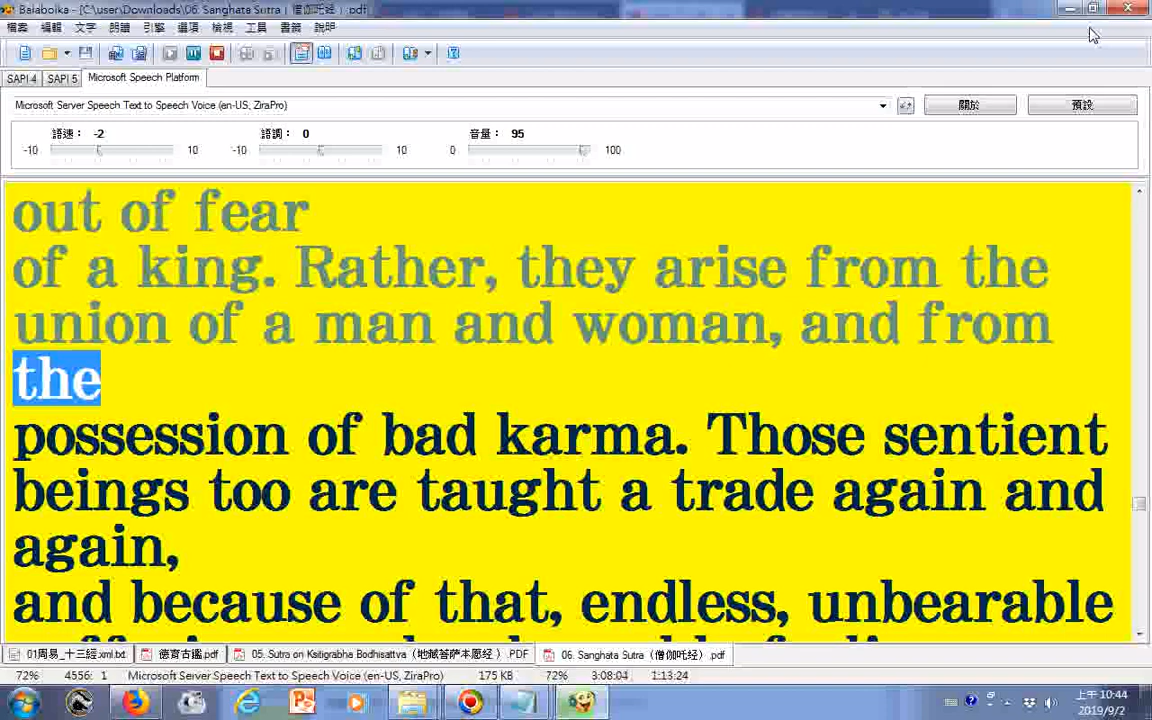 Balabolka - [C:\user\Downloads\06. Sanghata Sutra ( 僧伽吒经 ).pdf]
檔案 編輯 文字 朗讀 引擎 選項 檢視 工具 書籤 說明
SAPI 4 SAPI 5 Microsoft Speech Platform
Microsoft Server Speech Text to Speech Voice (en-US, ZiraPro) 關於 預設
語速： -2 語調： 0 音量： 95
-10 10 -10 10 0 100
out of fear
of a king. Rather, they arise from the
union of a man and woman, and from
the
possession of bad karma. Those sentient
beings too are taught a trade again and
again,
and because of that, endless, unbearable
01周易_十三經.xml.txt 德育古鑑.pdf 05. Sutra on Ksitigrabha Bodhisattva（地藏菩萨本愿经）.PDF 06. Sanghata Sutra（僧伽吒经）.pdf
72% 4556: 1 Microsoft Server Speech Text to Speech Voice (en-US, ZiraPro) 175 KB 72% 3:08:04 1:13:24
上午 10:44
2019/9/2